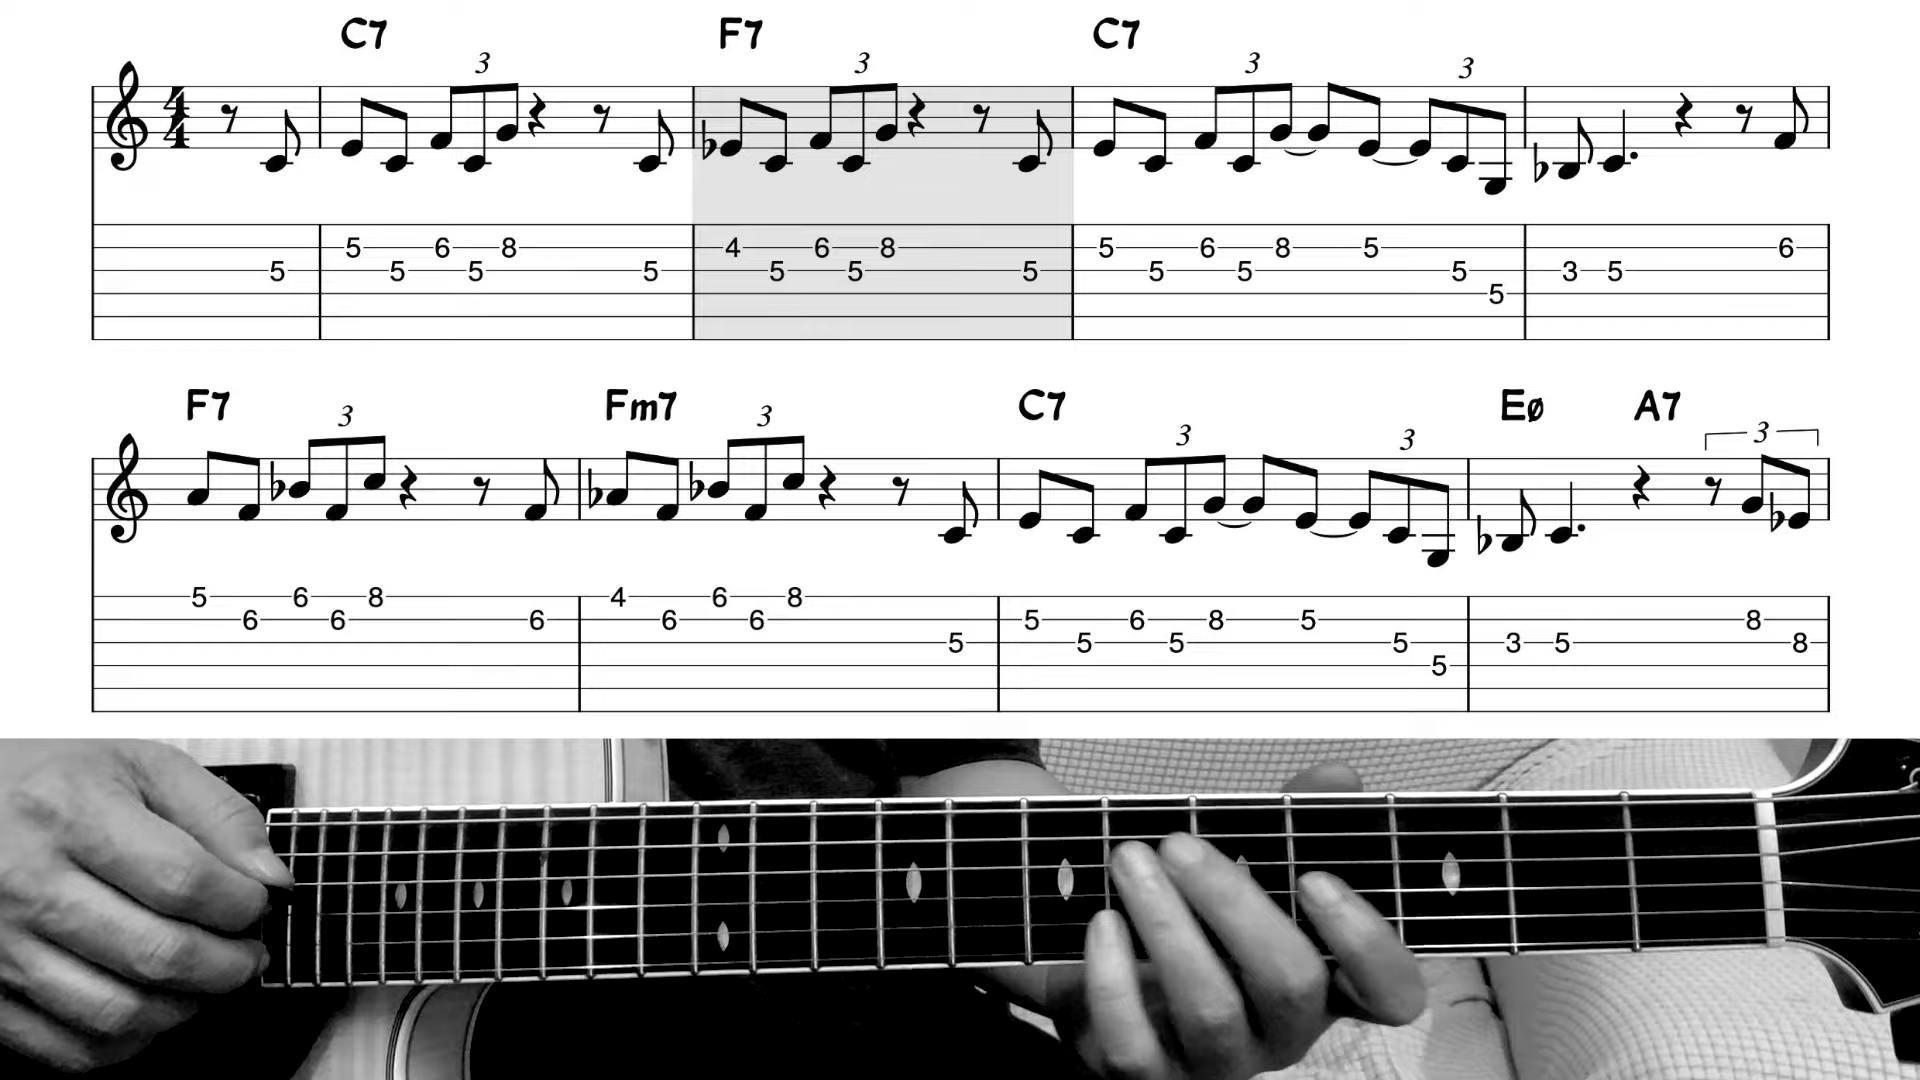 C7 F7 C7
3 3 3 3
4
4
5 6 8 4 6 8 5 6 8 5 6
5 5 5 5 5 5 5 5 5 5 3 5
5
F7 Fm7 C7 Eø A7
3 3 3 3 3
5 6 8 4 6 8
6 6 6 6 6 5 6 8 5 8
5 5 5 5 3 5 8
5